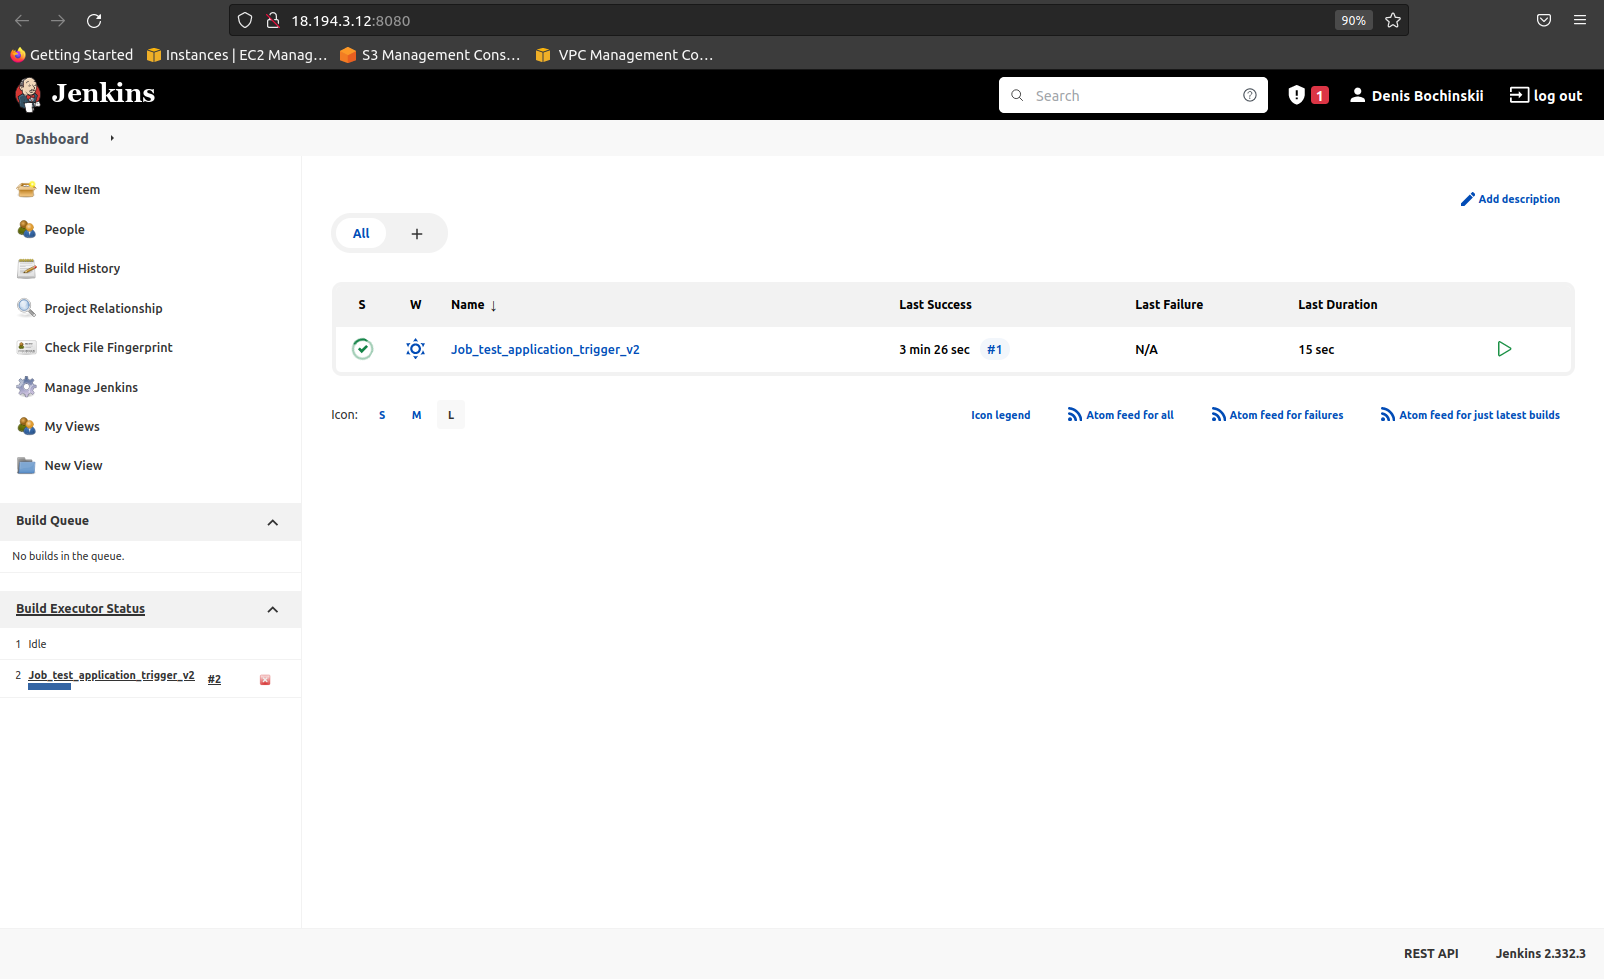 18.194.3.12:8080
90%
Getting Started
Instances | EC2 Manag…
S3 Management Cons…
VPC Management Co…
Jenkins
Search
1
Denis Bochinskii
log out
Dashboard
New Item
People
Build History
Project Relationship
Check File Fingerprint
Manage Jenkins
My Views
New View
Build Queue
No builds in the queue.
Build Executor Status
1 Idle
2 Job_test_application_trigger_v2 #2
Add description
All +
S W Name ↓ Last Success Last Failure Last Duration
Job_test_application_trigger_v2 3 min 26 sec #1 N/A 15 sec
Icon: S M L
Icon legend Atom feed for all Atom feed for failures Atom feed for just latest builds
REST API Jenkins 2.332.3